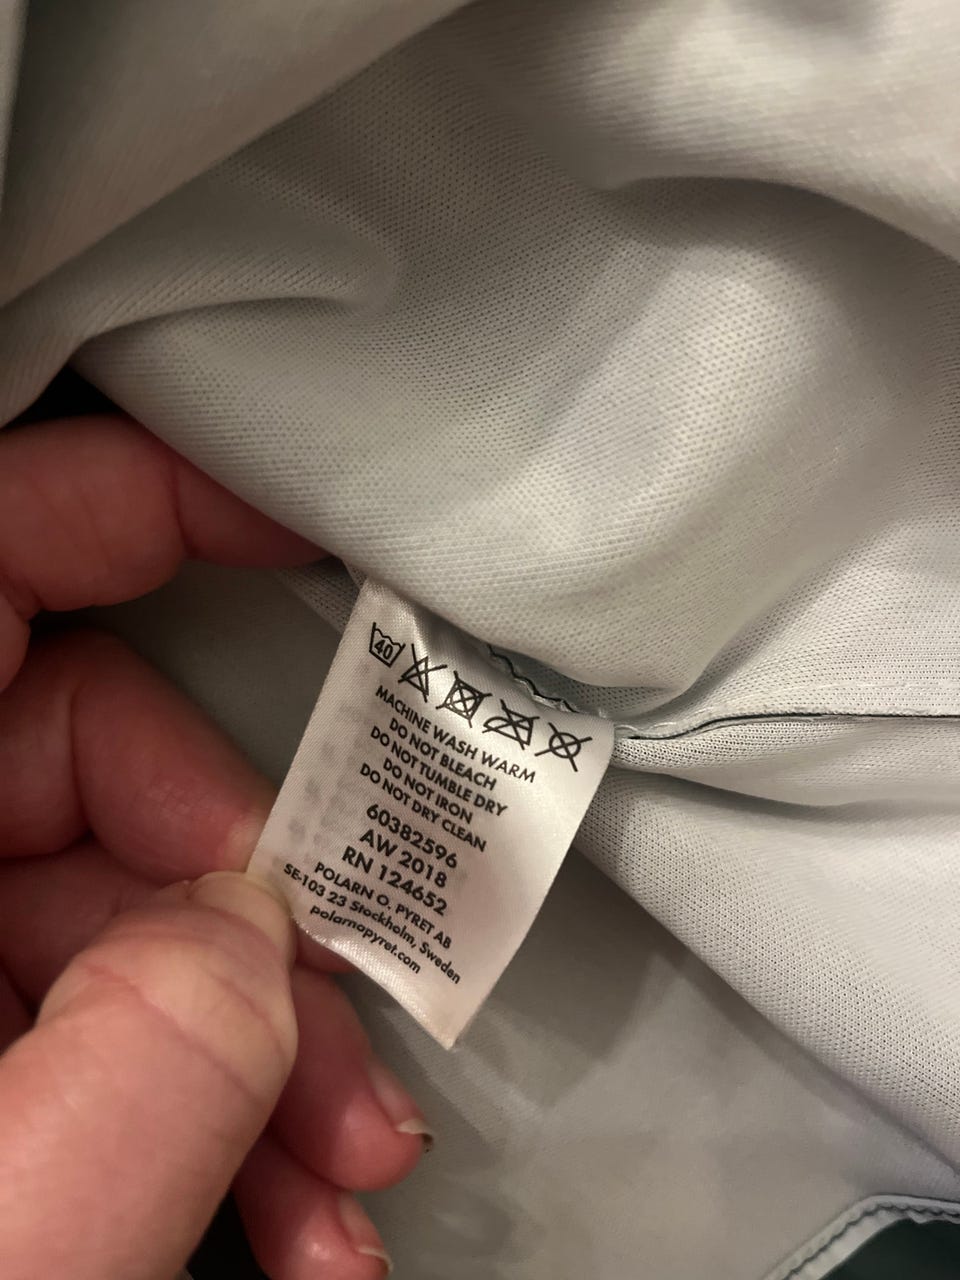 40
MACHINE WASH WARM
DO NOT BLEACH
DO NOT TUMBLE DRY
DO NOT IRON
DO NOT DRY CLEAN
60382596
AW 2018
RN 124652
POLARN O. PYRET AB
SE-103 23 Stockholm, Sweden
polarnopyret.com